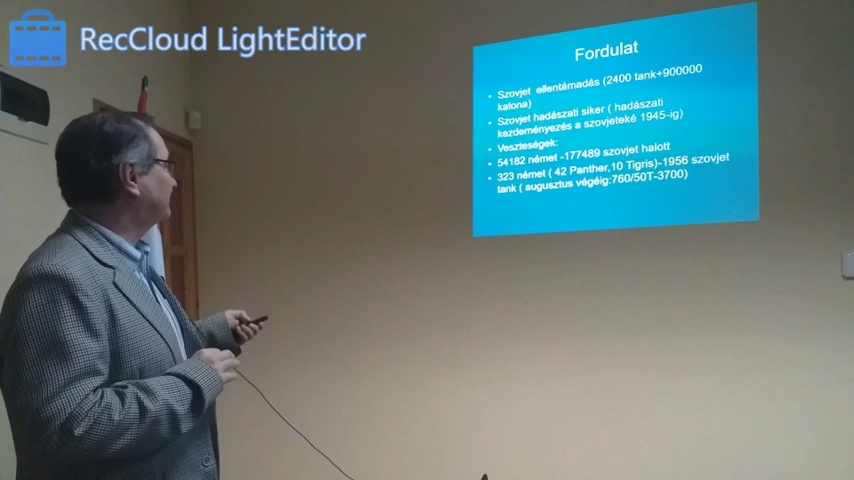 RecCloud LightEditor
Fordulat
• Szovjet ellentámadás (2400 tank+900000
katona)
• Szovjet hadászati siker ( hadászati
kezdeményezés a szovjeteké 1945-ig)
• Veszteségek:
• 54182 német -177489 szovjet halott
• 323 német ( 42 Panther,10 Tigris)-1956 szovjet
tank ( augusztus végéig:760/50T-3700)